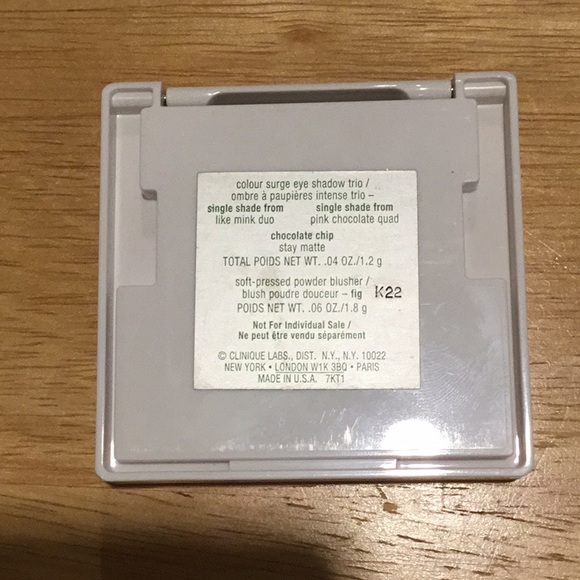 colour surge eye shadow trio /
ombre à paupières intense trio –
single shade from single shade from
like mink duo pink chocolate quad
chocolate chip
stay matte
TOTAL POIDS NET WT. .04 OZ./1.2 g
soft-pressed powder blusher /
blush poudre douceur – fig K22
POIDS NET WT. .06 OZ./1.8 g
Not For Individual Sale /
Ne peut être vendu séparément
© CLINIQUE LABS., DIST. N.Y., N.Y. 10022
NEW YORK • LONDON W1K 3BQ • PARIS
MADE IN U.S.A. 7KT1